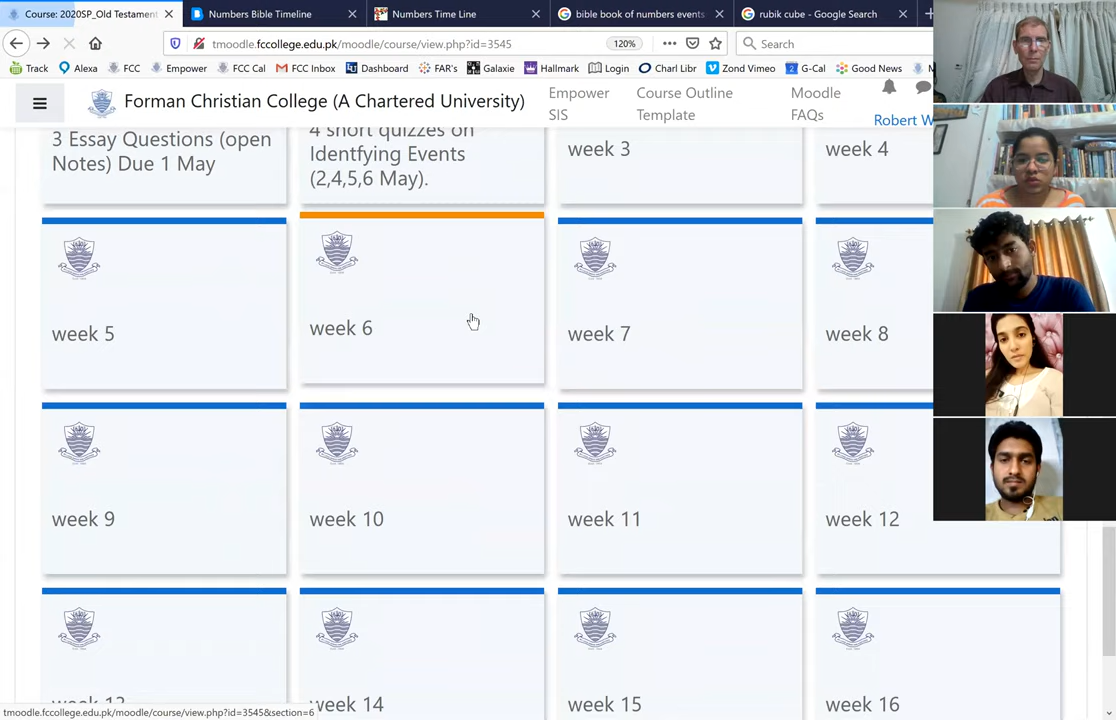 Course: 2020SP_Old Testament
Numbers Bible Timeline
Numbers Time Line
bible book of numbers events
rubik cube - Google Search
tmoodle.fccollege.edu.pk/moodle/course/view.php?id=3545
120%
Search
Track
Alexa
FCC
Empower
FCC Cal
FCC Inbox
Dashboard
FAR's
Galaxie
Hallmark
Login
Charl Libr
Zond Vimeo
G-Cal
Good News
Forman Christian College (A Chartered University)
Empower SIS
Course Outline Template
Moodle FAQs
Robert W
3 Essay Questions (open
Notes) Due 1 May
4 short quizzes on
Identfying Events
(2,4,5,6 May).
week 3
week 4
week 5
week 6
week 7
week 8
week 9
week 10
week 11
week 12
week 13
week 14
week 15
week 16
tmoodle.fccollege.edu.pk/moodle/course/view.php?id=3545&section=6